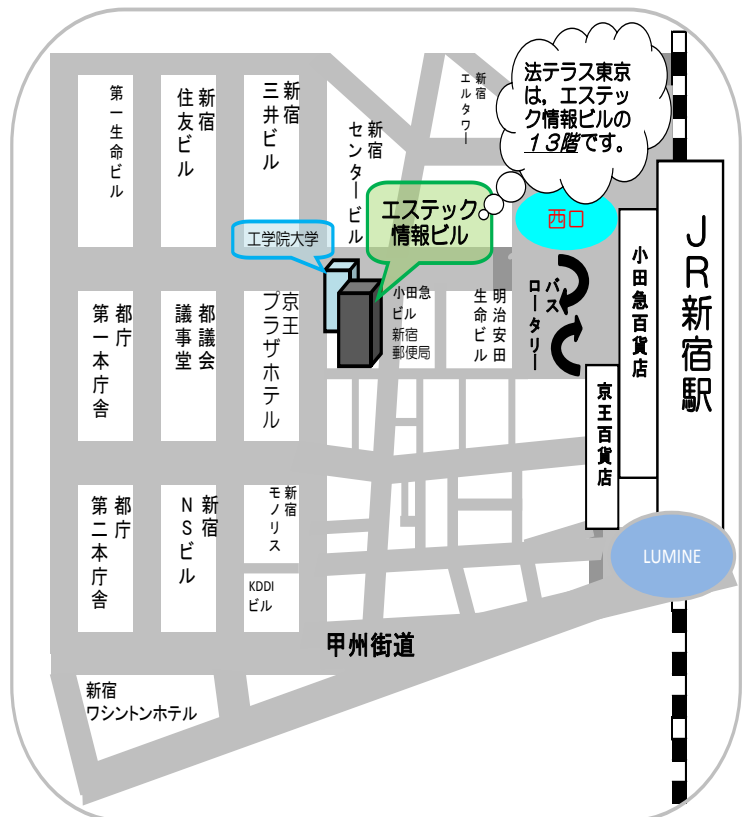 法テラス東京
は，エステッ
ク情報ビルの
１３階です。
第一生命ビル
新宿
住友ビル
新宿
三井ビル
新宿
センタービル
新宿
エルタワー
工学院大学
エステック
情報ビル
西口
バス
ロータリー
小田急百貨店
ＪＲ新宿駅
都庁
第一本庁舎
都議会
議事堂
京王
プラザホテル
小田急
ビル
新宿
郵便局
明治安田
生命ビル
京王百貨店
都庁
第二本庁舎
新宿
ＮＳビル
新宿
モノリス
KDDI
ビル
LUMINE
甲州街道
新宿
ワシントンホテル